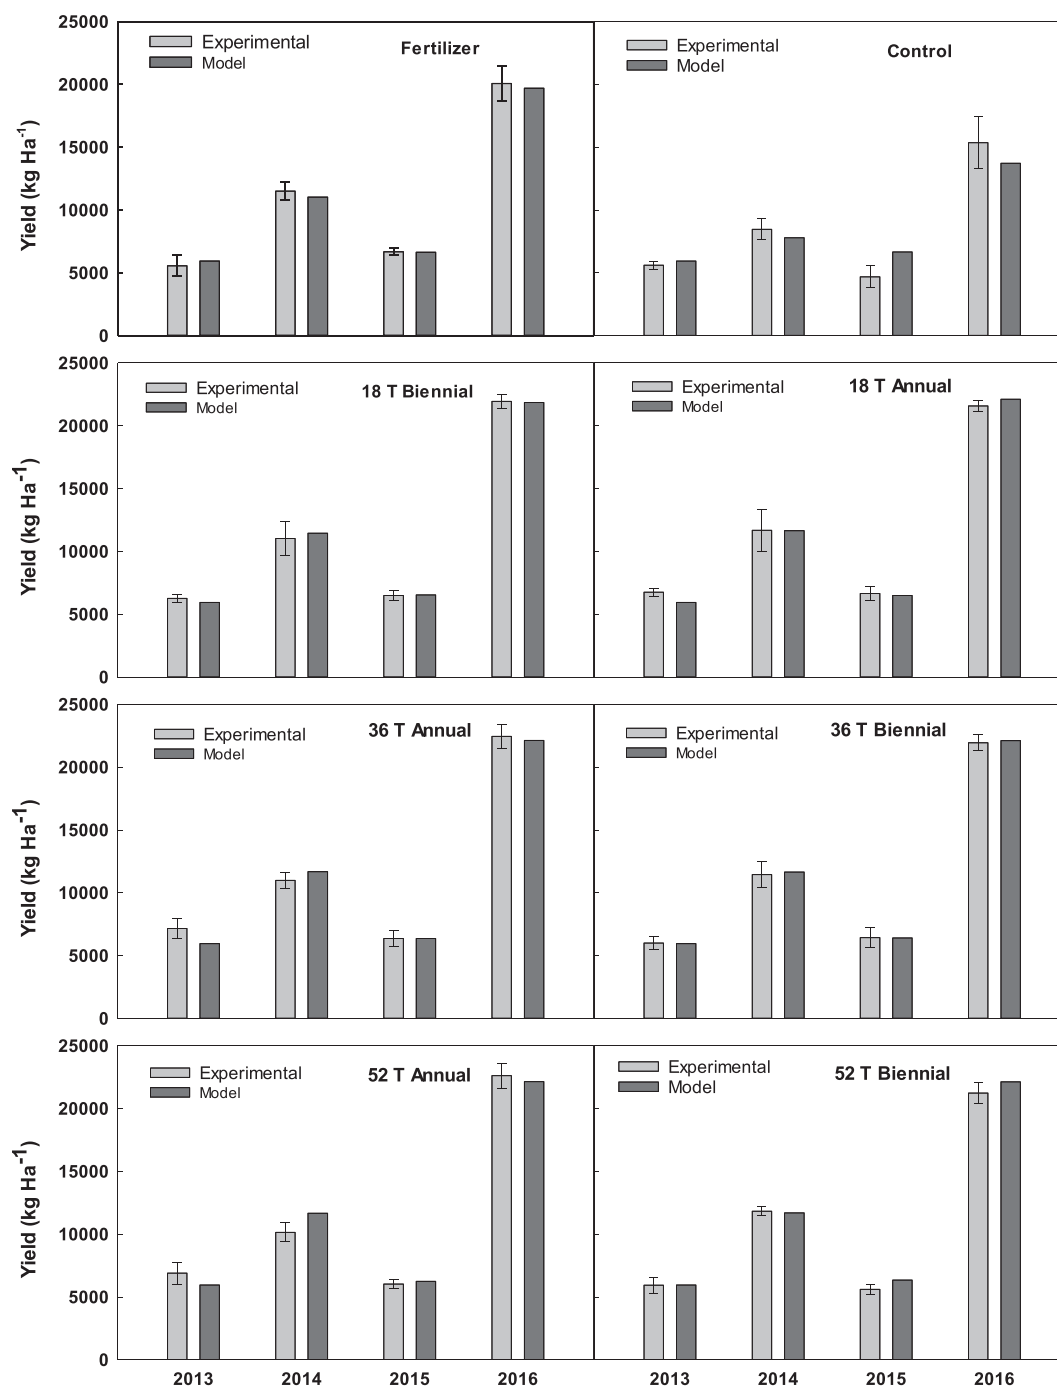 25000
20000
15000
10000
5000
0
Yield (kg Ha-1)
Experimental
Model
Fertilizer
Experimental
Model
Control
25000
20000
15000
10000
5000
0
Yield (kg Ha-1)
Experimental
Model
18 T Biennial
Experimental
Model
18 T Annual
25000
20000
15000
10000
5000
0
Yield (kg Ha-1)
Experimental
Model
36 T Annual
Experimental
Model
36 T Biennial
25000
20000
15000
10000
5000
0
Yield (kg Ha-1)
Experimental
Model
52 T Annual
Experimental
Model
52 T Biennial
2013 2014 2015 2016 2013 2014 2015 2016